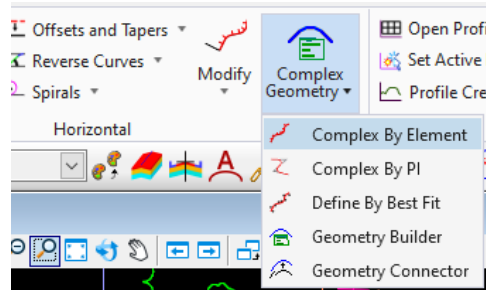 Offsets and Tapers
Reverse Curves
Spirals
Horizontal
Modify
Complex
Geometry
Open Profi
Set Active
Profile Cre
Complex By Element
Complex By PI
Define By Best Fit
Geometry Builder
Geometry Connector